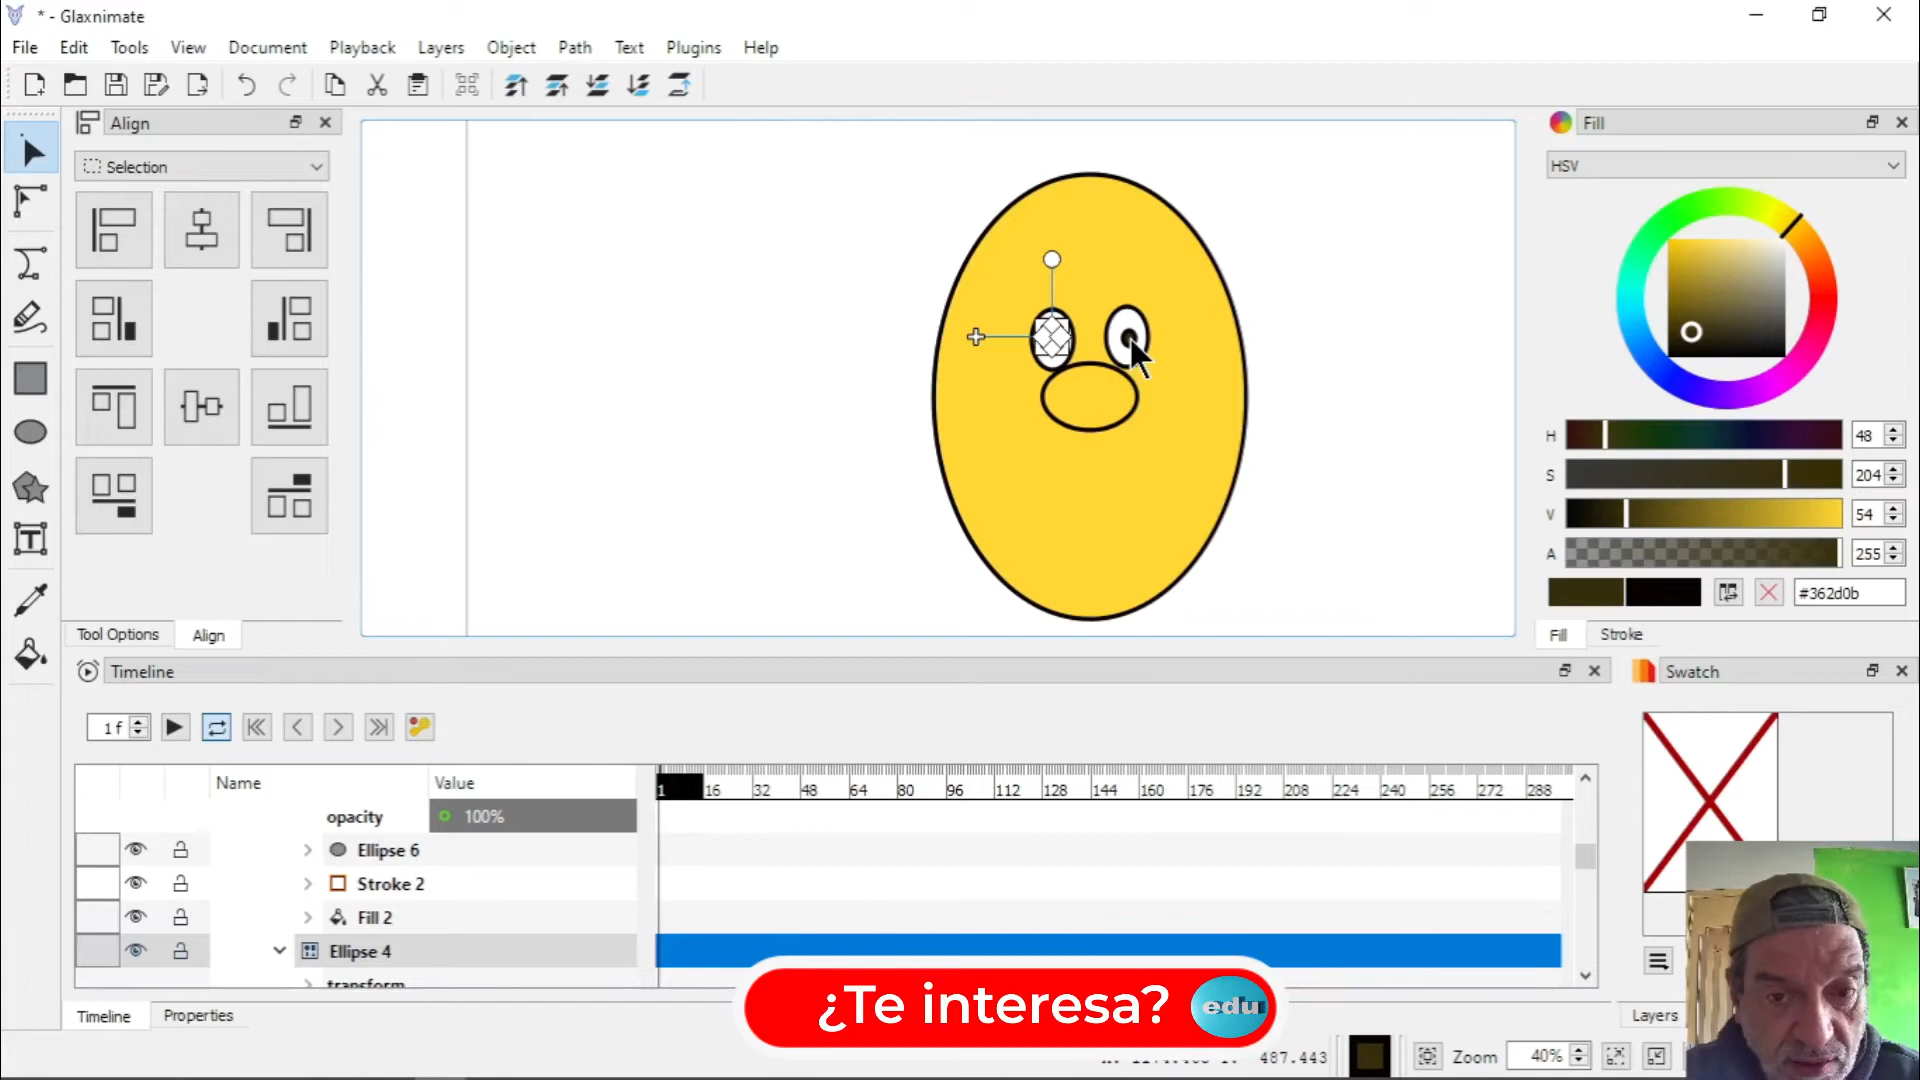 * - Glaxnimate
File Edit Tools View Document Playback Layers Object Path Text Plugins Help
Align
Fill
Selection
HSV
H 48
S 204
V 54
A 255
#362d0b
Tool Options Align
Fill Stroke
Timeline
Swatch
1 f
Name Value
1 16 32 48 64 80 96 112 128 144 160 176 192 208 224 240 256 272 288
opacity 100%
Ellipse 6
Stroke 2
Fill 2
Ellipse 4
transform
¿Te interesa? edu
Timeline Properties
Layers
487.443
Zoom 40%